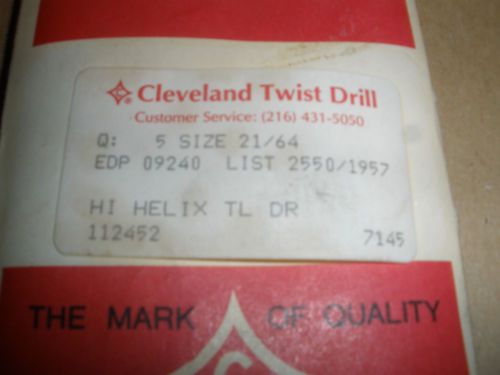 Cleveland Twist Drill
Customer Service: (216) 431-5050
Q: 5 SIZE 21/64
EDP 09240 LIST 2550/1957
HI HELIX TL DR
112452 7145
THE MARK OF QUALITY
C